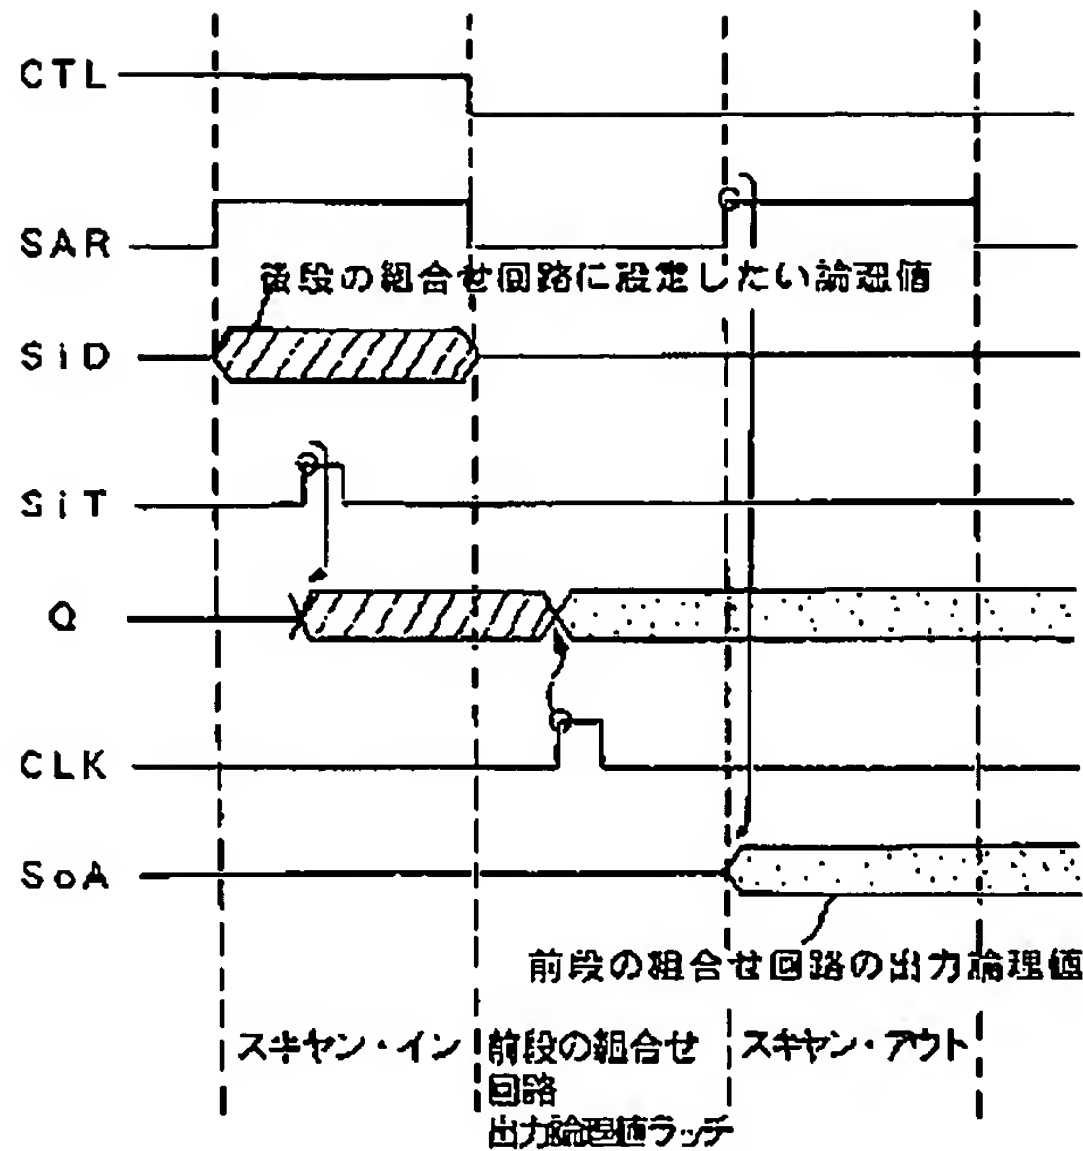 CTL
SAR
後段の組合せ回路に設定したい論理値
SiD
SiT
Q
CLK
SoA
前段の組合せ回路の出力論理値
スキャン・イン
前段の組合せ
回路
出力論理値ラッチ
スキャン・アウト